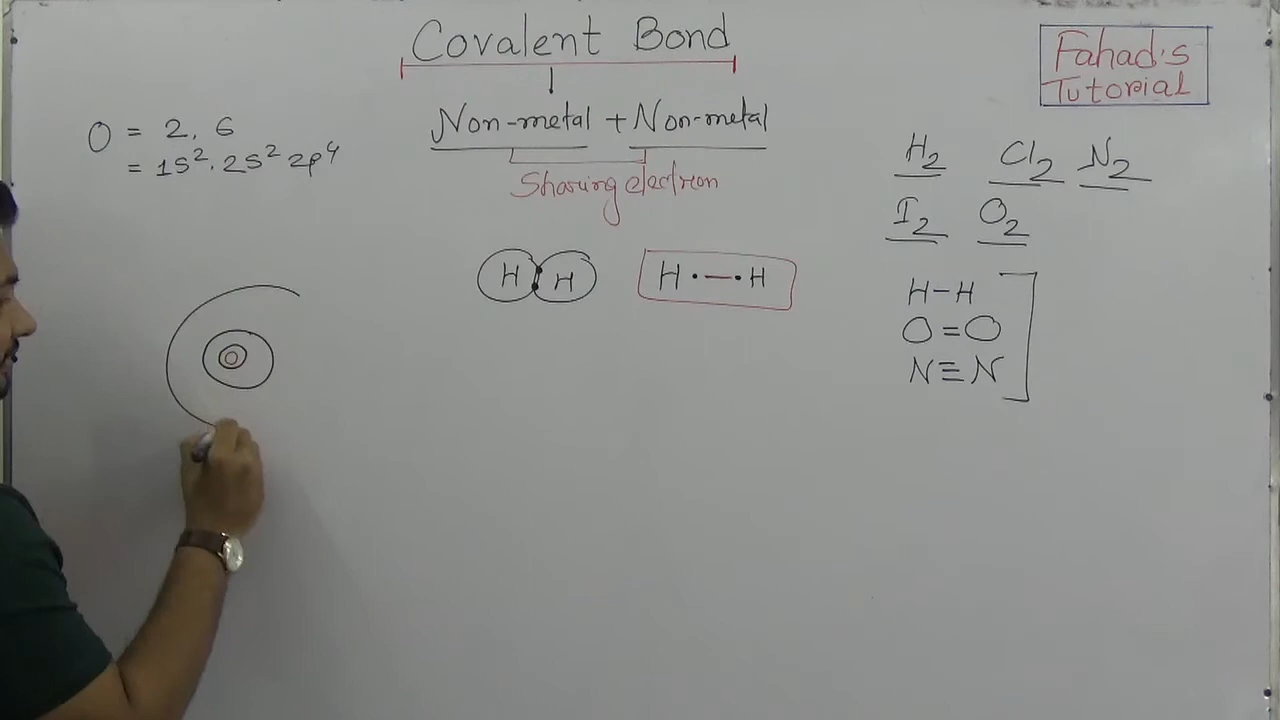 Covalent Bond
Fahad's
Tutorial
Non-metal + Non-metal
Sharing electron
O = 2, 6
= 1S². 2S² 2p⁴
H₂ Cl₂ N₂
I₂ O₂
H H
H • — • H
H-H
O=O
N≡N
O